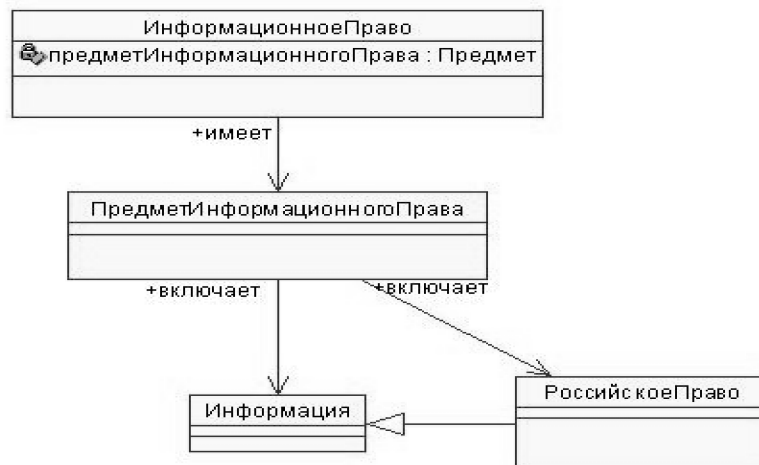 ИнформационноеПраво
предметИнформационногоПрава : Предмет
+имеет
ПредметИнформационногоПрава
+включает
+включает
РоссийскоеПраво
Информация